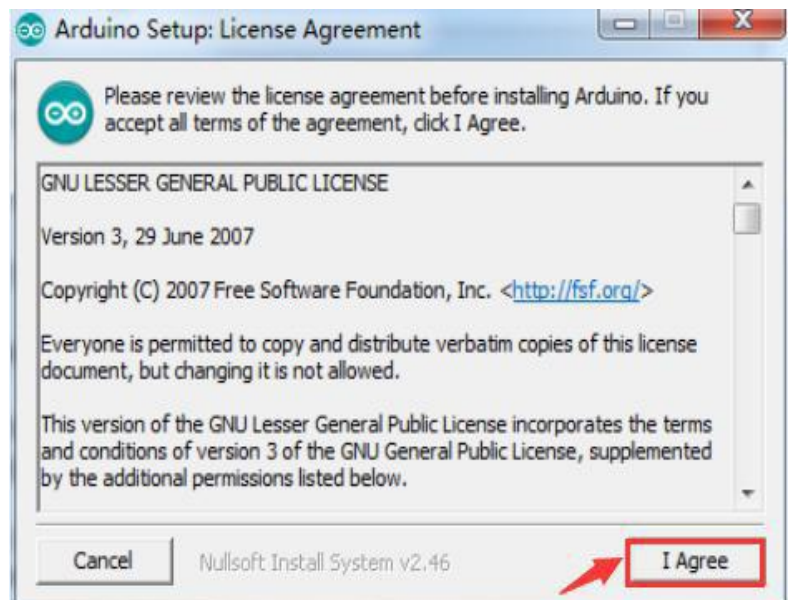 Arduino Setup: License Agreement
Please review the license agreement before installing Arduino. If you
accept all terms of the agreement, click I Agree.
GNU LESSER GENERAL PUBLIC LICENSE
Version 3, 29 June 2007
Copyright (C) 2007 Free Software Foundation, Inc. <http://fsf.org/>
Everyone is permitted to copy and distribute verbatim copies of this license
document, but changing it is not allowed.
This version of the GNU Lesser General Public License incorporates the terms
and conditions of version 3 of the GNU General Public License, supplemented
by the additional permissions listed below.
Cancel Nullsoft Install System v2.46 I Agree